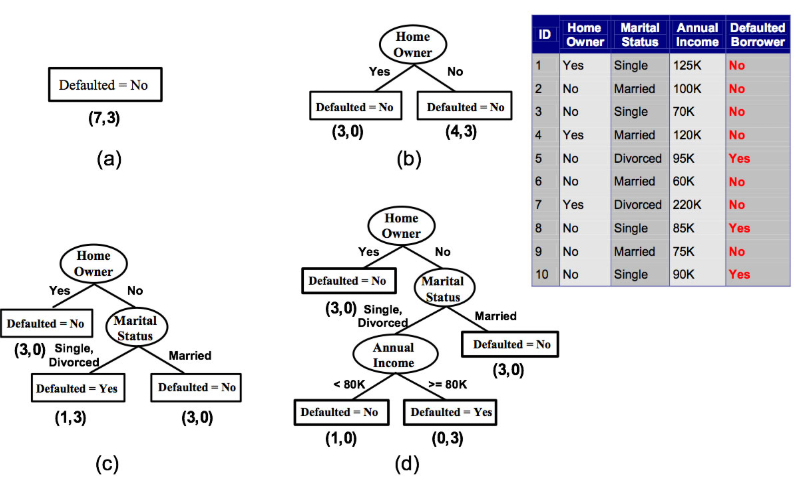 Defaulted = No
(7,3)
(a)
Home
Owner
Yes
No
Defaulted = No
Defaulted = No
(3,0)
(4,3)
(b)
ID Home Owner Marital Status Annual Income Defaulted Borrower
1 Yes Single 125K No
2 No Married 100K No
3 No Single 70K No
4 Yes Married 120K No
5 No Divorced 95K Yes
6 No Married 60K No
7 Yes Divorced 220K No
8 No Single 85K Yes
9 No Married 75K No
10 No Single 90K Yes
Home
Owner
Yes
No
Defaulted = No
Marital
Status
(3,0)
Single,
Divorced
Married
Defaulted = Yes
Defaulted = No
(1,3)
(3,0)
(c)
Home
Owner
Yes
No
Defaulted = No
Marital
Status
(3,0)
Single,
Divorced
Married
Annual
Income
Defaulted = No
(3,0)
< 80K
>= 80K
Defaulted = No
Defaulted = Yes
(1,0)
(0,3)
(d)